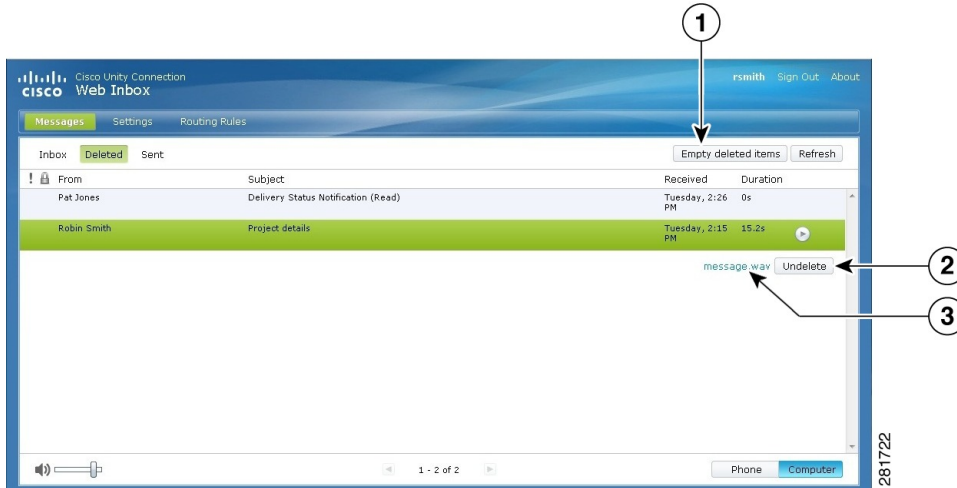 1
Cisco Unity Connection
CISCO Web Inbox
rsmith Sign Out About
Messages Settings Routing Rules
Inbox Deleted Sent Empty deleted items Refresh
! From Subject Received Duration
Pat Jones Delivery Status Notification (Read) Tuesday, 2:26 PM 0s
Robin Smith Project details Tuesday, 2:15 PM 15.2s
message.wav Undelete
2
3
1 - 2 of 2
Phone Computer
281722